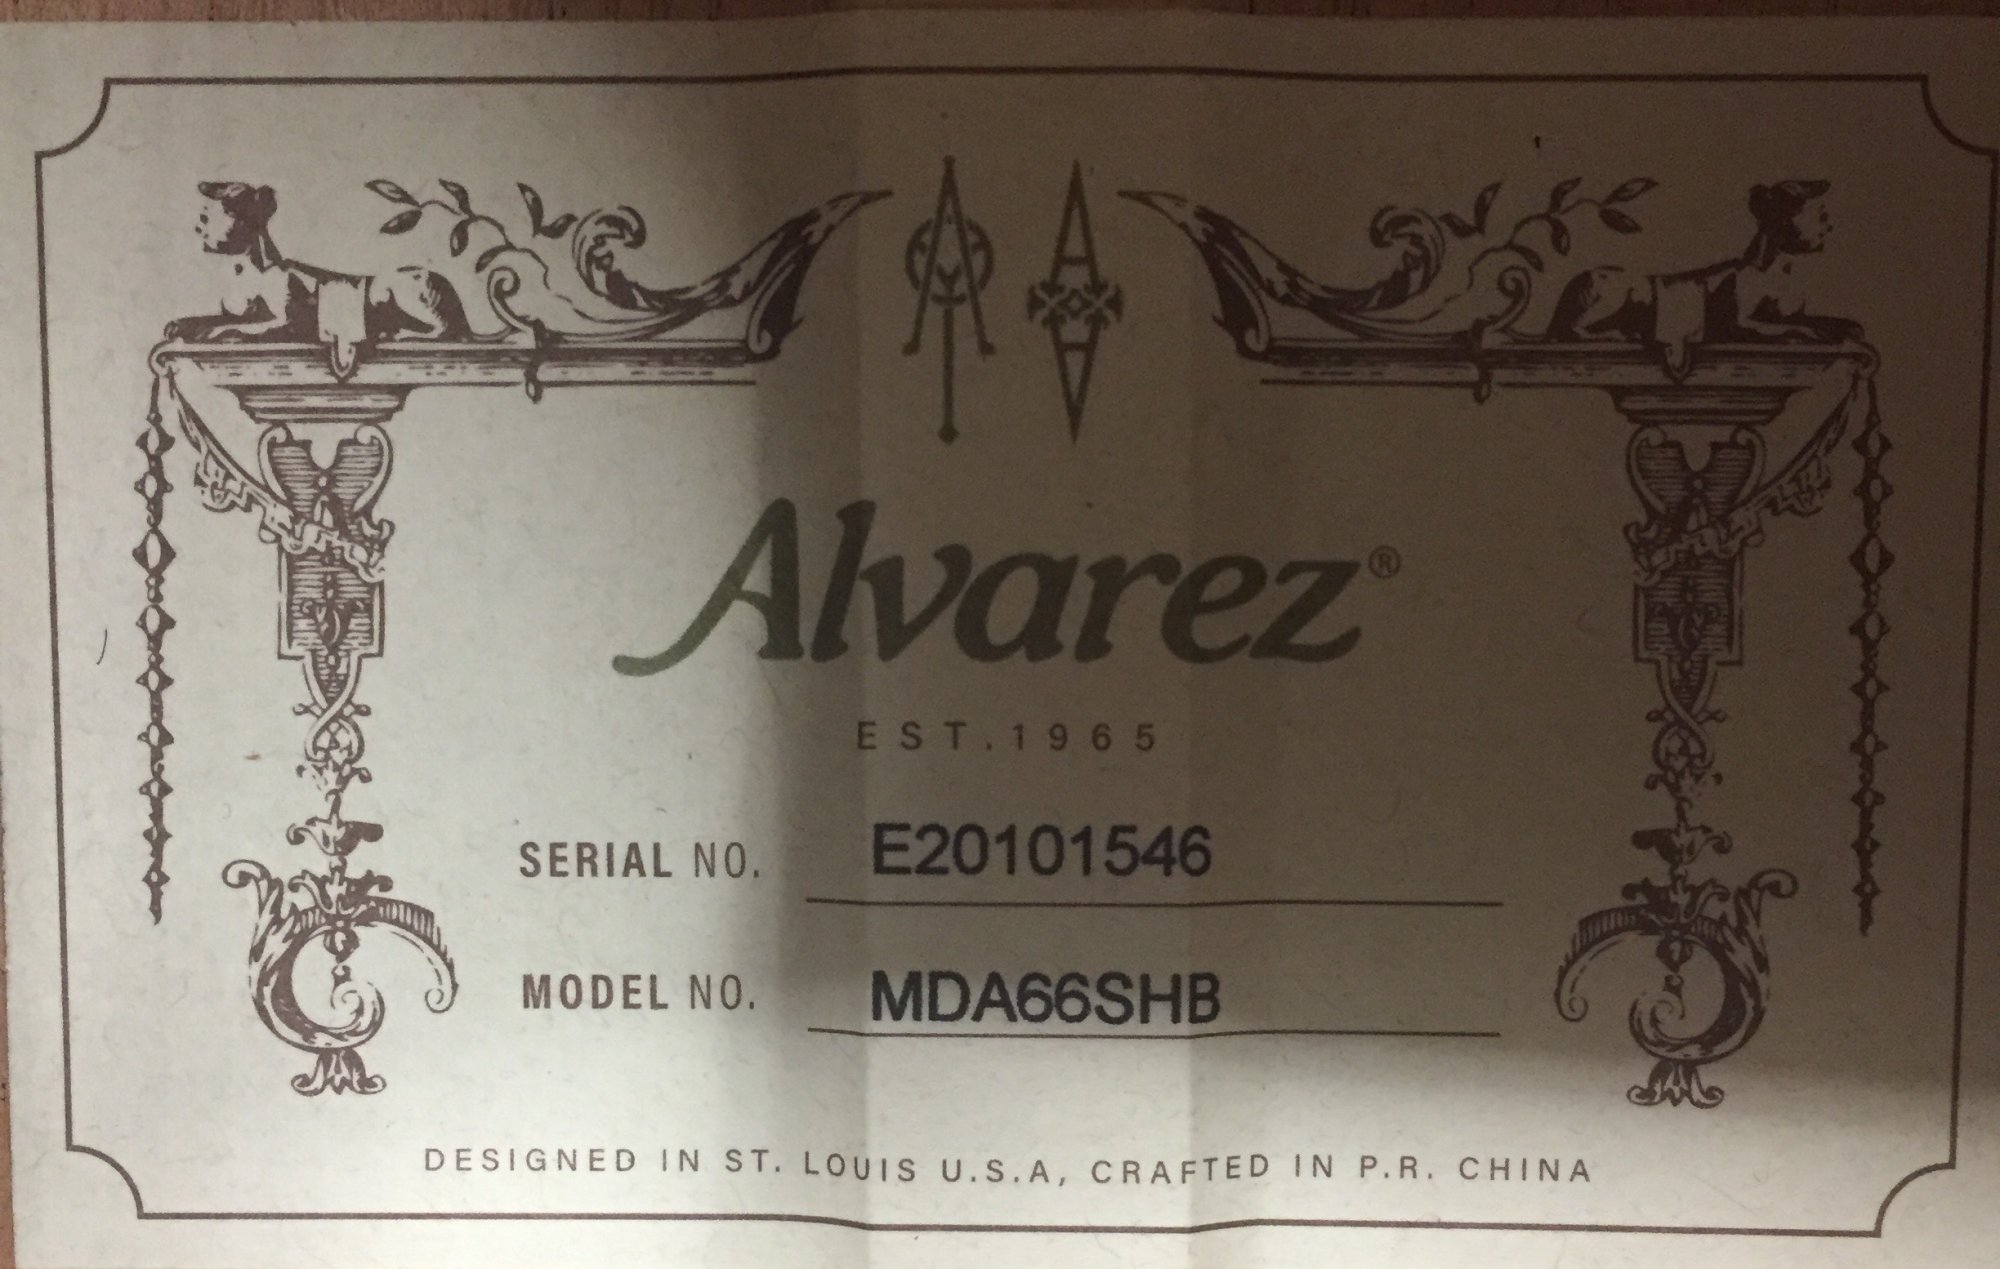 Alvarez®
EST.1965
SERIAL NO. E20101546
MODEL NO. MDA66SHB
DESIGNED IN ST. LOUIS U.S.A, CRAFTED IN P.R. CHINA